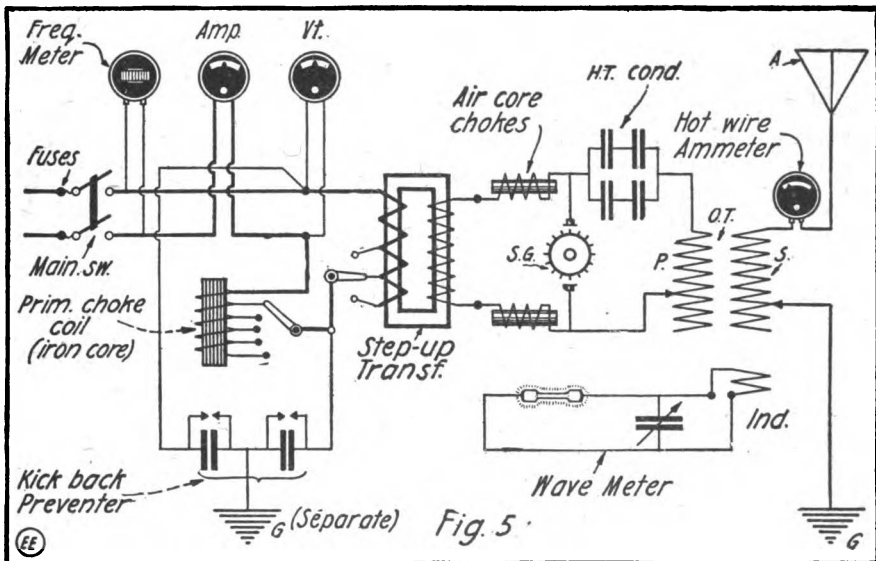 Freq.
Meter
Amp.
Vt.
Fuses
Main.sw.
Prim. choke
coil
(iron core)
Kick back
Preventer
G (Séparate)
Step-up
Transf.
Air core
chokes
H.T. cond.
S.G.
O.T.
P.
S.
A
Hot wire
Ammeter
Ind.
Wave Meter
G
Fig. 5.
EE